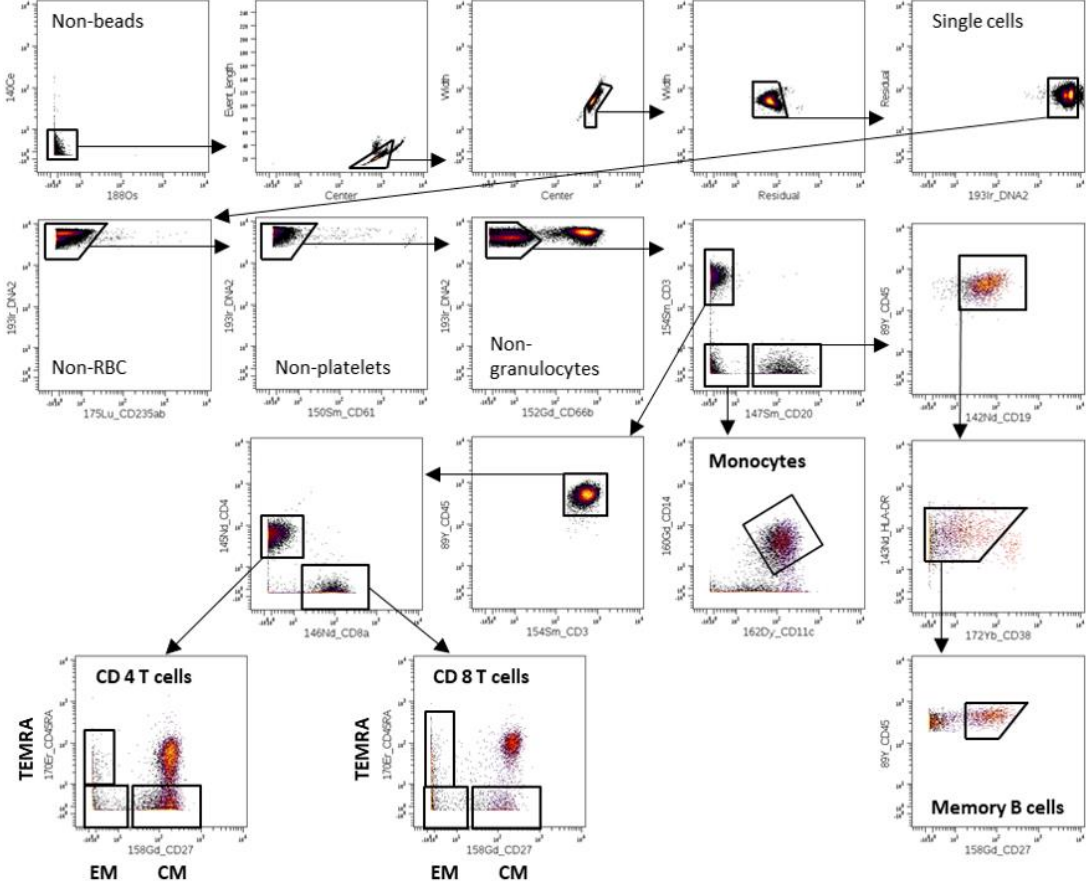 Non-beads
Single cells
140Ce
Event_length
Width
Width
Residual
188Os
Center
Center
Residual
193Ir_DNA2
193Ir_DNA2
193Ir_DNA2
193Ir_DNA2
154Sm_CD3
89Y_CD45
Non-RBC
Non-platelets
Non-
granulocytes
175Lu_CD235ab
150Sm_CD61
152Gd_CD66b
147Sm_CD20
142Nd_CD19
Monocytes
145Nd_CD4
89Y_CD45
160Gd_CD14
143Nd_HLA-DR
146Nd_CD8a
154Sm_CD3
162Dy_CD11c
172Yb_CD38
CD 4 T cells
CD 8 T cells
TEMRA
170Er_CD45RA
TEMRA
170Er_CD45RA
89Y_CD45
Memory B cells
158Gd_CD27
158Gd_CD27
158Gd_CD27
EM
CM
EM
CM